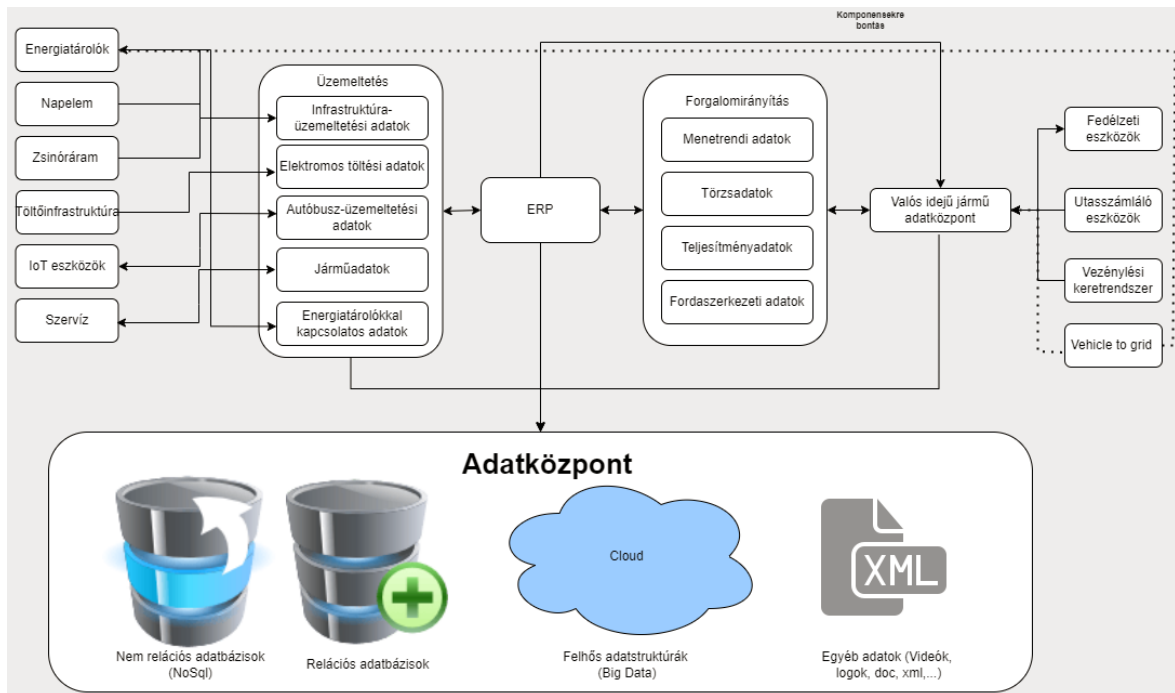 Komponensekre
bontás
Energiatárolók
Napelem
Zsinóráram
Töltőinfrastruktúra
IoT eszközök
Szervíz
Üzemeltetés
Infrastruktúra-
üzemeltetési adatok
Elektromos töltési adatok
Autóbusz-üzemeltetési
adatok
Járműadatok
Energiatárolókkal
kapcsolatos adatok
ERP
Forgalomirányítás
Menetrendi adatok
Törzsadatok
Teljesítményadatok
Fordaszerkezeti adatok
Valós idejű jármű
adatközpont
Fedélzeti
eszközök
Utasszámláló
eszközök
Vezénylési
keretrendszer
Vehicle to grid
Adatközpont
Cloud
XML
Nem relációs adatbázisok
(NoSql)
Relációs adatbázisok
Felhős adatstruktúrák
(Big Data)
Egyéb adatok (Videók,
logok, doc, xml,...)